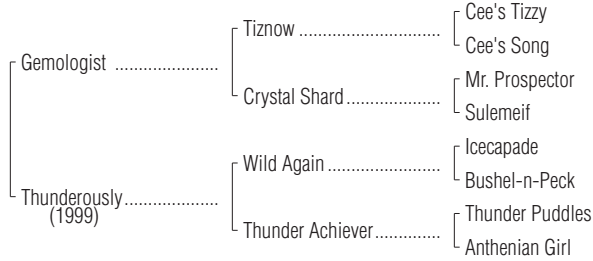 Cee's Tizzy
Tiznow
Cee's Song
Gemologist
Mr. Prospector
Crystal Shard
Sulemeif
Icecapade
Wild Again
Bushel-n-Peck
Thunderously
(1999)
Thunder Puddles
Thunder Achiever
Anthenian Girl